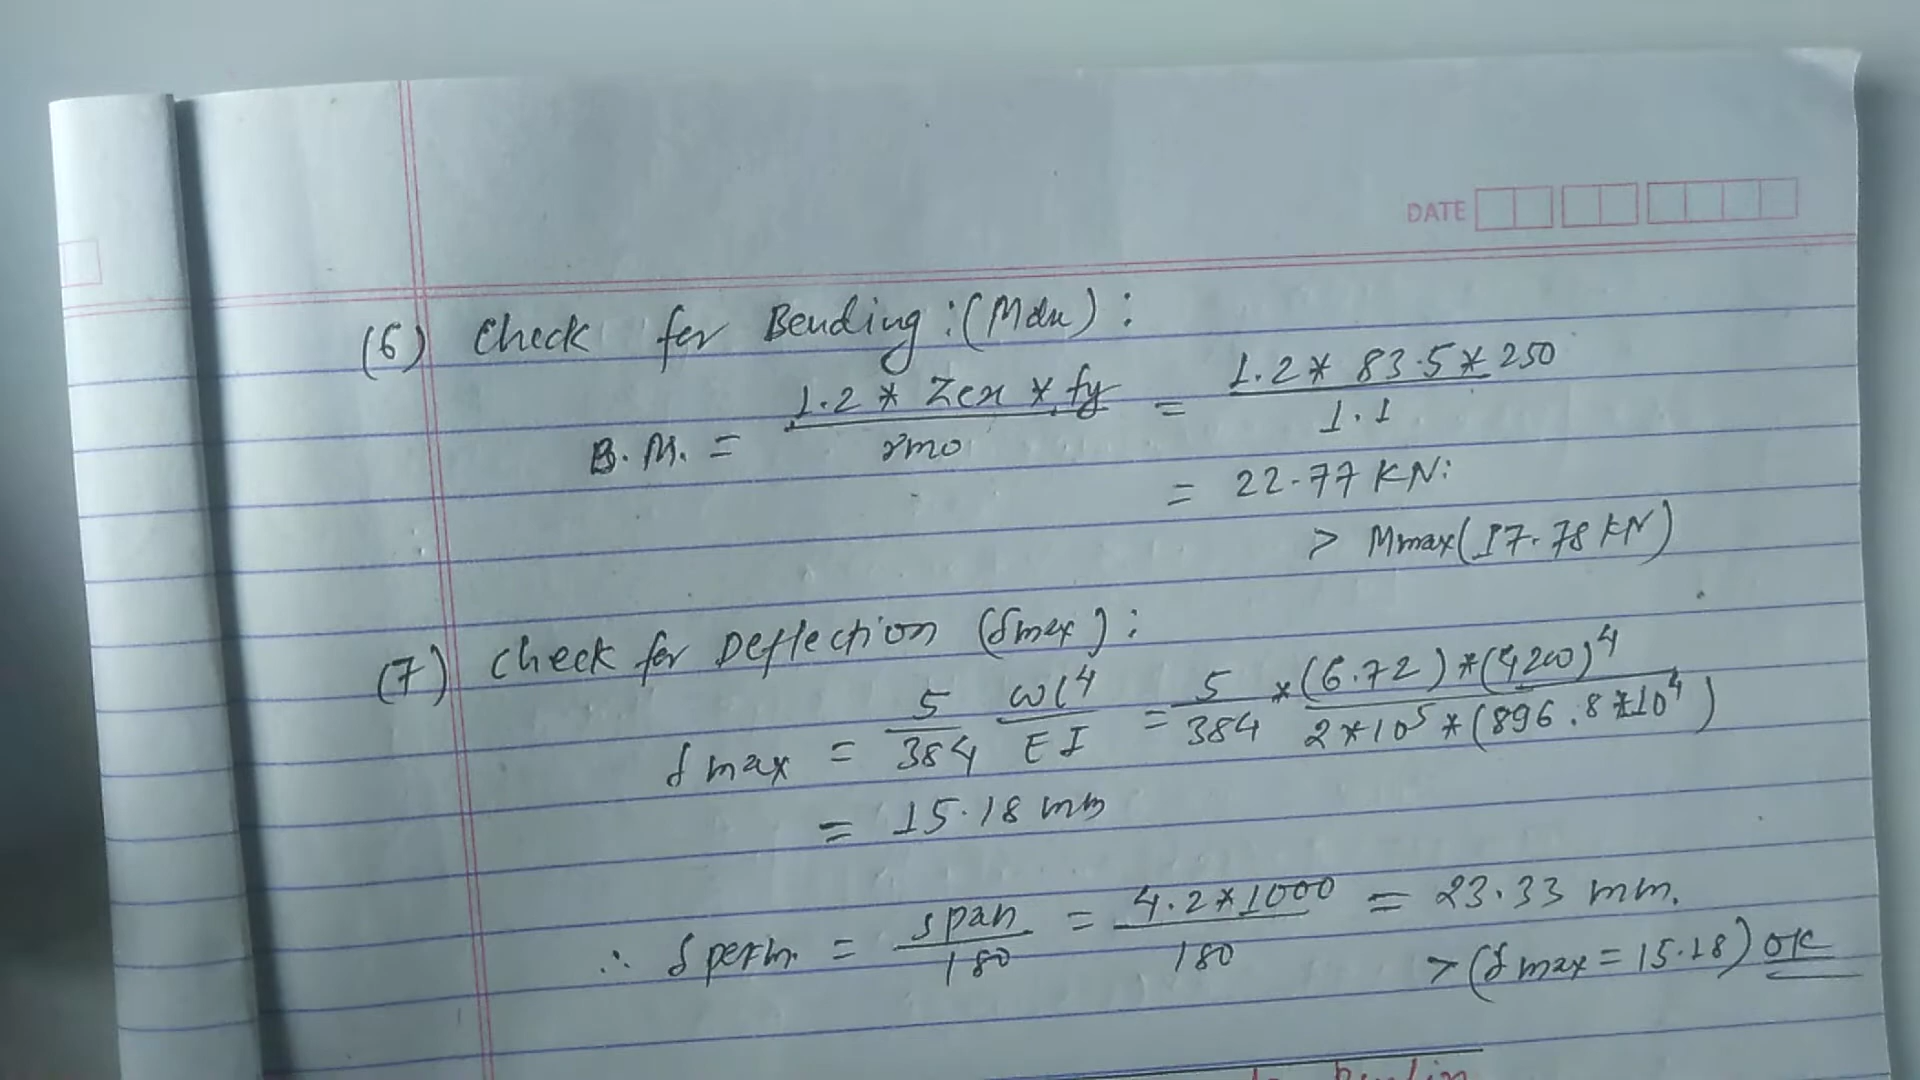 DATE
(6) Check for Bending : (Mdx) :
B.M. = 1.2 * Zex * fy / γmo = 1.2 * 83.5 * 250 / 1.1
= 22.77 KN.
> Mmax (17.78 KN)
(7) Check for Deflection (δmax) :
δmax = 5/384 wl^4/EI = 5/384 * (6.72) * (4200)^4 / 2*10^5 * (896.8*10^4)
= 15.18 mm
∴ δperm. = span/180 = 4.2*1000/180 = 23.33 mm.
> (δmax = 15.18) OK